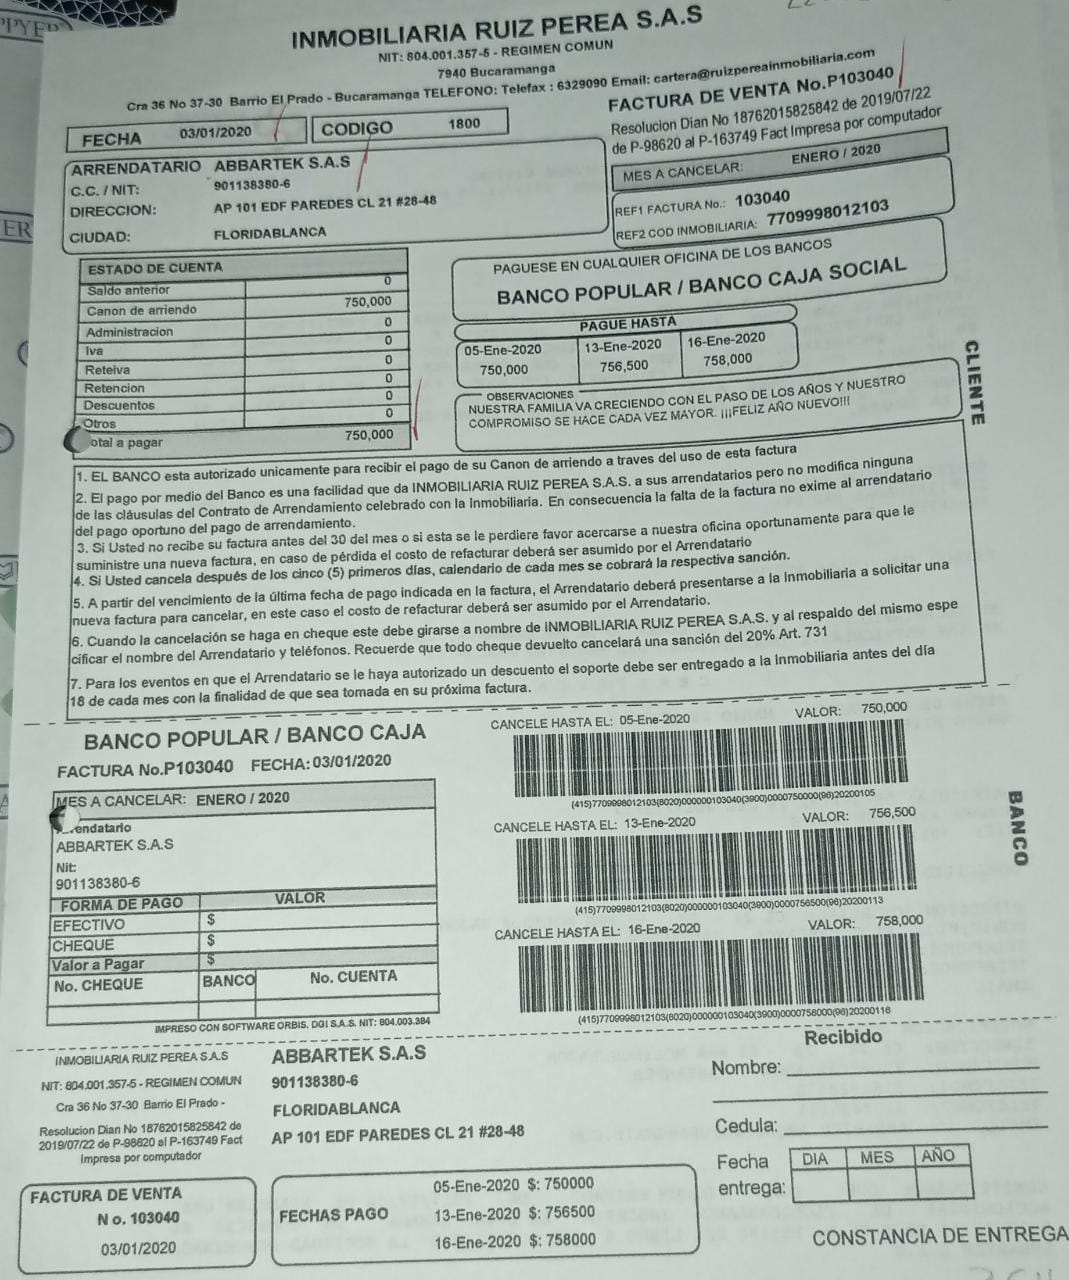 INMOBILIARIA RUIZ PEREA S.A.S
NIT: 804.001.357-5 - REGIMEN COMUN
7940 Bucaramanga
Cra 36 No 37-30 Barrio El Prado - Bucaramanga TELEFONO: Telefax : 6329090 Email: cartera@ruizpereainmobiliaria.com
FECHA 03/01/2020 CODIGO 1800
FACTURA DE VENTA No.P103040
Resolucion Dian No 18762015825842 de 2019/07/22
de P-98620 al P-163749 Fact Impresa por computador
ARRENDATARIO ABBARTEK S.A.S
C.C. / NIT: 901138380-6
DIRECCION: AP 101 EDF PAREDES CL 21 #28-48
CIUDAD: FLORIDABLANCA
MES A CANCELAR: ENERO / 2020
REF1 FACTURA No.: 103040
REF2 COD INMOBILIARIA: 7709998012103
ESTADO DE CUENTA
Saldo anterior 0
Canon de arriendo 750,000
Administracion 0
Iva 0
Reteiva 0
Retencion 0
Descuentos 0
Otros 0
otal a pagar 750,000
PAGUESE EN CUALQUIER OFICINA DE LOS BANCOS
BANCO POPULAR / BANCO CAJA SOCIAL
PAGUE HASTA
05-Ene-2020 13-Ene-2020 16-Ene-2020
750,000 756,500 758,000
OBSERVACIONES
NUESTRA FAMILIA VA CRECIENDO CON EL PASO DE LOS AÑOS Y NUESTRO
COMPROMISO SE HACE CADA VEZ MAYOR. ¡¡¡FELIZ AÑO NUEVO!!!
CLIENTE
1. EL BANCO esta autorizado unicamente para recibir el pago de su Canon de arriendo a traves del uso de esta factura
2. El pago por medio del Banco es una facilidad que da INMOBILIARIA RUIZ PEREA S.A.S. a sus arrendatarios pero no modifica ninguna
de las cláusulas del Contrato de Arrendamiento celebrado con la Inmobiliaria. En consecuencia la falta de la factura no exime al arrendatario
del pago oportuno del pago de arrendamiento.
3. Si Usted no recibe su factura antes del 30 del mes o si esta se le perdiere favor acercarse a nuestra oficina oportunamente para que le
suministre una nueva factura, en caso de pérdida el costo de refacturar deberá ser asumido por el Arrendatario
4. Si Usted cancela después de los cinco (5) primeros días, calendario de cada mes se cobrará la respectiva sanción.
5. A partir del vencimiento de la última fecha de pago indicada en la factura, el Arrendatario deberá presentarse a la Inmobiliaria a solicitar una
nueva factura para cancelar, en este caso el costo de refacturar deberá ser asumido por el Arrendatario.
6. Cuando la cancelación se haga en cheque este debe girarse a nombre de INMOBILIARIA RUIZ PEREA S.A.S. y al respaldo del mismo espe
cificar el nombre del Arrendatario y teléfonos. Recuerde que todo cheque devuelto cancelará una sanción del 20% Art. 731
7. Para los eventos en que el Arrendatario se le haya autorizado un descuento el soporte debe ser entregado a la Inmobiliaria antes del día
18 de cada mes con la finalidad de que sea tomada en su próxima factura.
BANCO POPULAR / BANCO CAJA
FACTURA No.P103040 FECHA: 03/01/2020
MES A CANCELAR: ENERO / 2020
endatario
ABBARTEK S.A.S
Nit:
901138380-6
FORMA DE PAGO VALOR
EFECTIVO $
CHEQUE $
Valor a Pagar $
No. CHEQUE BANCO No. CUENTA
IMPRESO CON SOFTWARE ORBIS. DGI S.A.S. NIT: 804.003.384
CANCELE HASTA EL: 05-Ene-2020 VALOR: 750,000
(415)7709998012103(8020)000000103040(3900)0000750000(96)20200105
CANCELE HASTA EL: 13-Ene-2020 VALOR: 756,500
(415)7709998012103(8020)000000103040(3900)0000756500(96)20200113
CANCELE HASTA EL: 16-Ene-2020 VALOR: 758,000
(415)7709998012103(8020)000000103040(3900)0000758000(96)20200116
BANCO
INMOBILIARIA RUIZ PEREA S.A.S
NIT: 804.001.357-5 - REGIMEN COMUN
Cra 36 No 37-30 Barrio El Prado -
Resolucion Dian No 18762015825842 de
2019/07/22 de P-98620 al P-163749 Fact
Impresa por computador
ABBARTEK S.A.S
901138380-6
FLORIDABLANCA
AP 101 EDF PAREDES CL 21 #28-48
Recibido
Nombre:
Cedula:
Fecha entrega: DIA MES AÑO
FACTURA DE VENTA
N o. 103040
03/01/2020
FECHAS PAGO
05-Ene-2020 $: 750000
13-Ene-2020 $: 756500
16-Ene-2020 $: 758000
CONSTANCIA DE ENTREGA